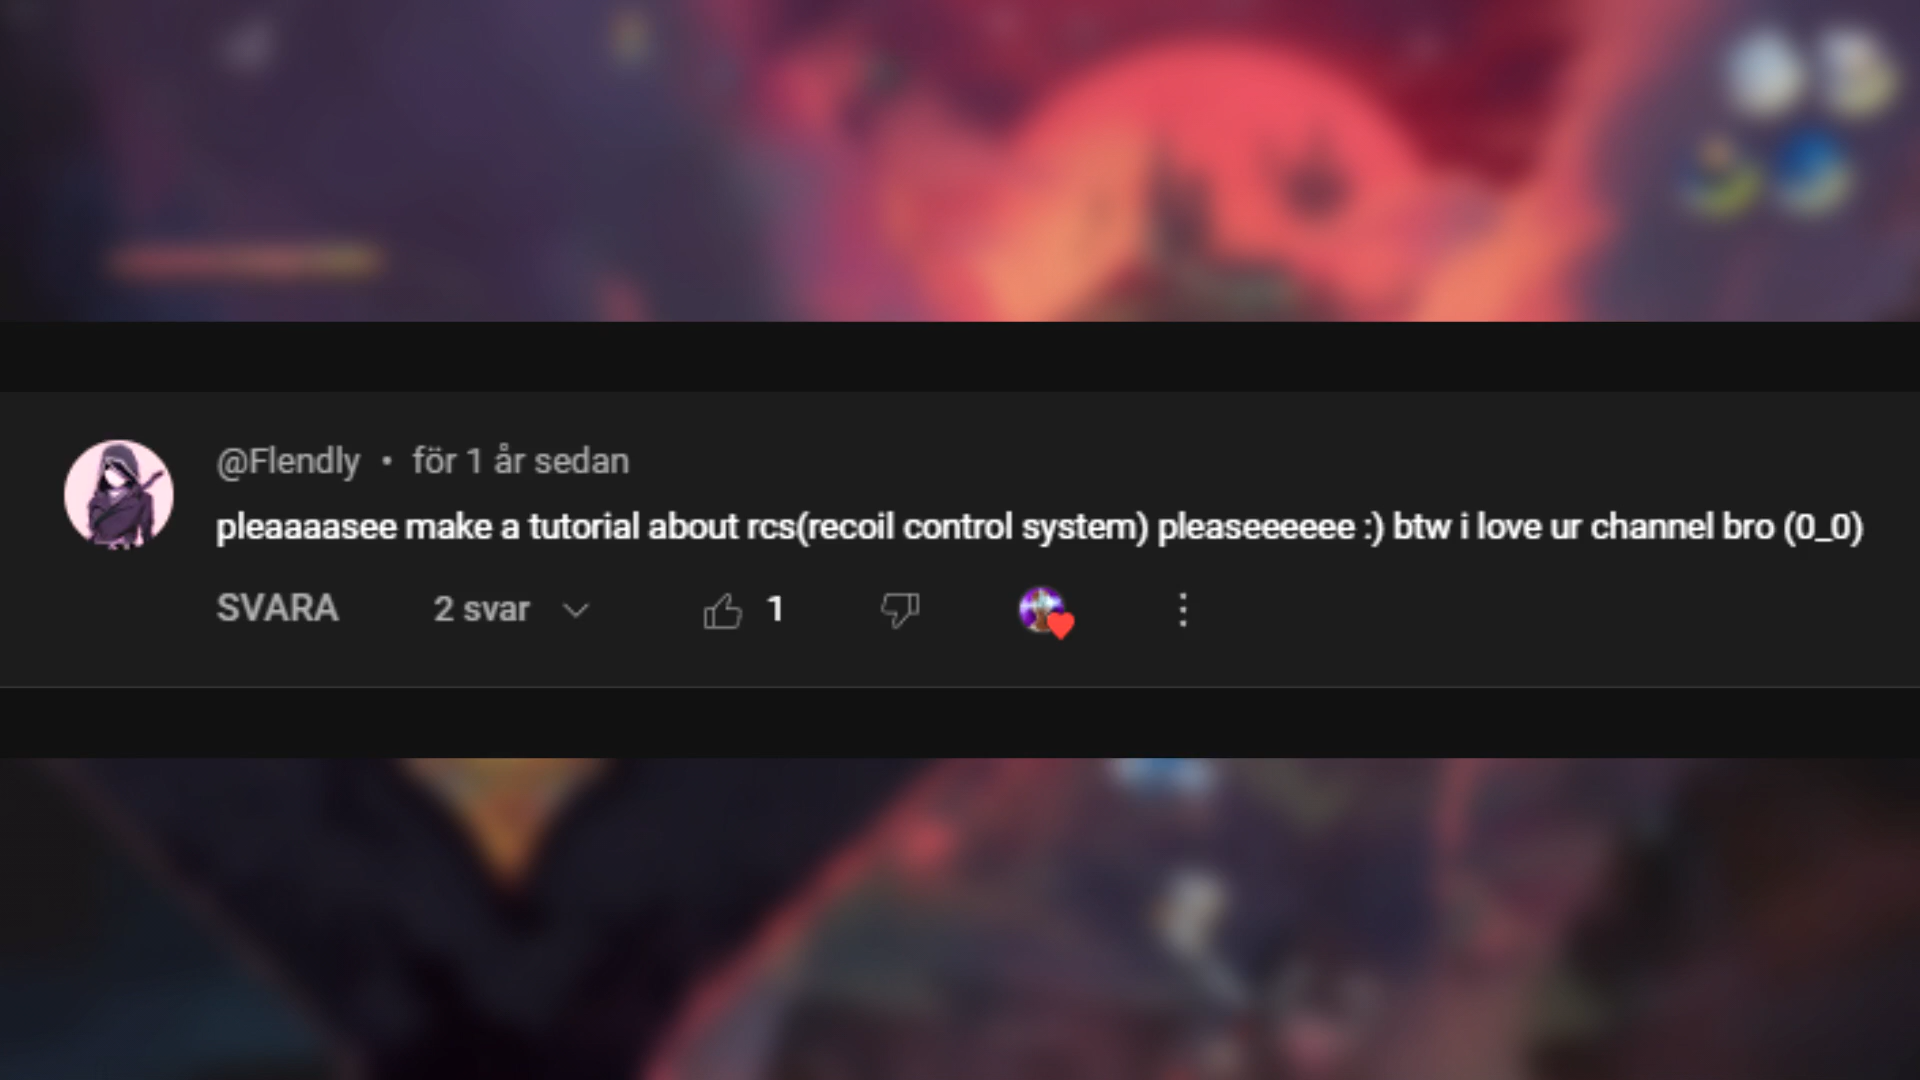 @Flendly • för 1 år sedan
pleaaaasee make a tutorial about rcs(recoil control system) pleaseeeeee :) btw i love ur channel bro (0_0)
SVARA 2 svar 1